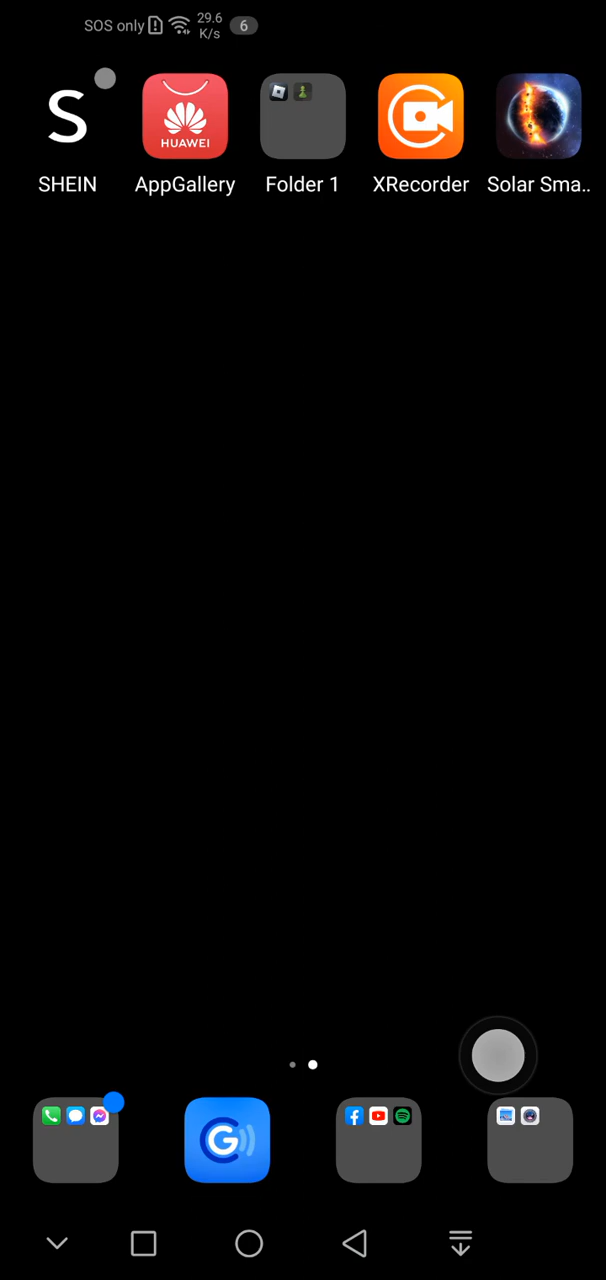 SOS only 29.6 K/s 6
S
HUAWEI
SHEIN AppGallery Folder 1 XRecorder Solar Sma..
G